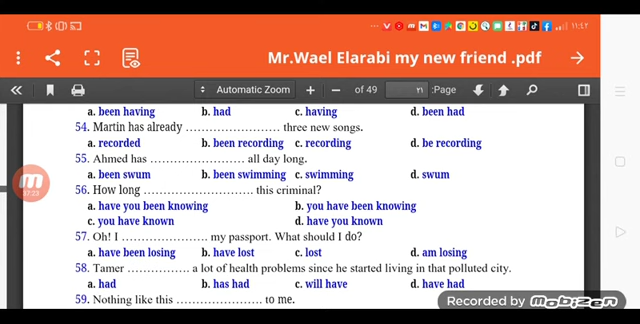 ١١:٤٢
Mr.Wael Elarabi my new friend .pdf
Automatic Zoom + − of 49 ٢١ :Page
a. been having b. had c. having d. been had
54. Martin has already ........................ three new songs.
a. recorded b. been recording c. recording d. be recording
55. Ahmed has ........................ all day long.
a. been swum b. been swimming c. swimming d. swum
56. How long ............................ this criminal?
a. have you been knowing b. you have been knowing
c. you have known d. have you known
57. Oh! I ...................... my passport. What should I do?
a. have been losing b. have lost c. lost d. am losing
58. Tamer ................ a lot of health problems since he started living in that polluted city.
a. had b. has had c. will have d. have had
59. Nothing like this ...................... to me.
Recorded by Mobizen